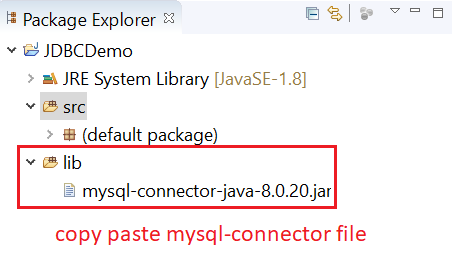 Package Explorer
JDBCDemo
JRE System Library [JavaSE-1.8]
src
(default package)
lib
mysql-connector-java-8.0.20.jar
copy paste mysql-connector file